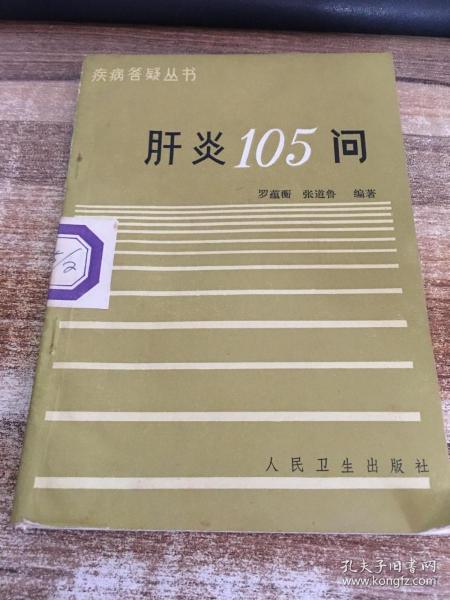 疾病答疑丛书
肝炎105问
罗蕴衡 张道鲁 编著
人民卫生出版社
孔夫子旧书网
www.kongfz.com